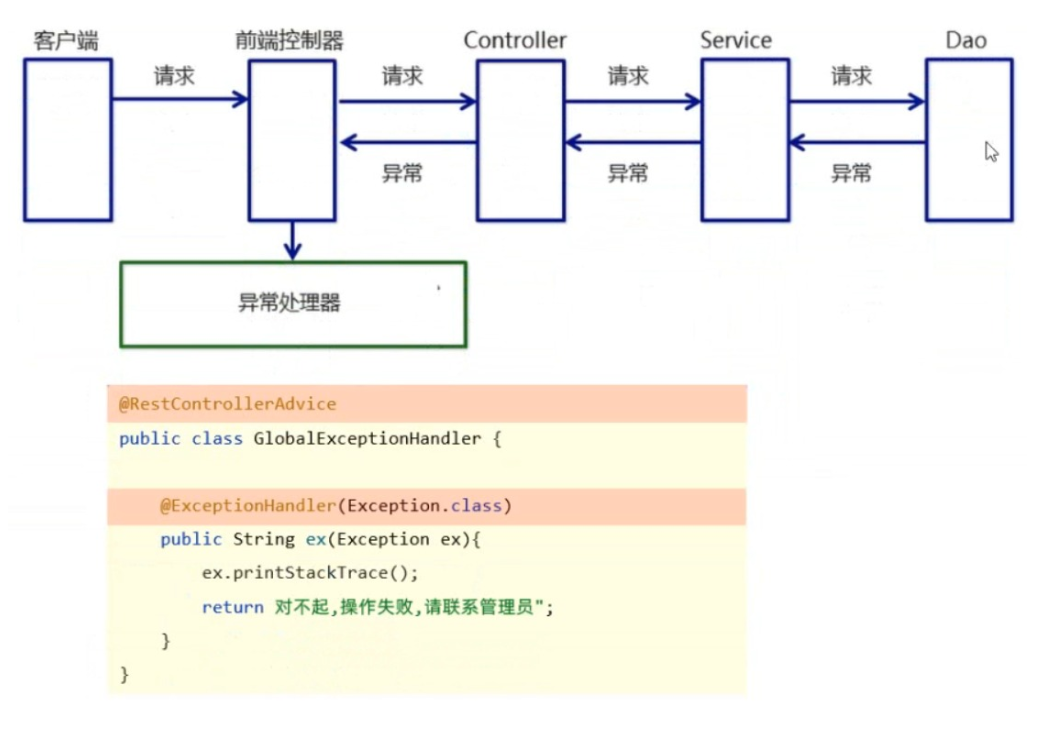 客户端 前端控制器 Controller Service Dao
请求 请求 请求 请求
异常 异常 异常
异常处理器
@RestControllerAdvice
public class GlobalExceptionHandler {
@ExceptionHandler(Exception.class)
public String ex(Exception ex){
ex.printStackTrace();
return 对不起,操作失败,请联系管理员";
}
}